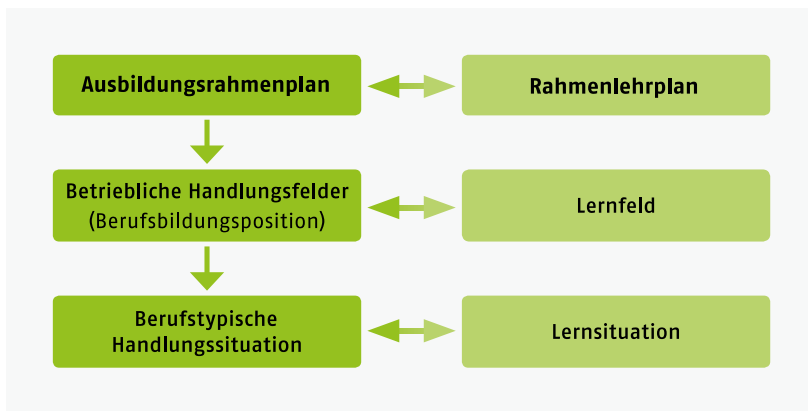 Ausbildungsrahmenplan
Rahmenlehrplan
Betriebliche Handlungsfelder
(Berufsbildungsposition)
Lernfeld
Berufstypische
Handlungssituation
Lernsituation